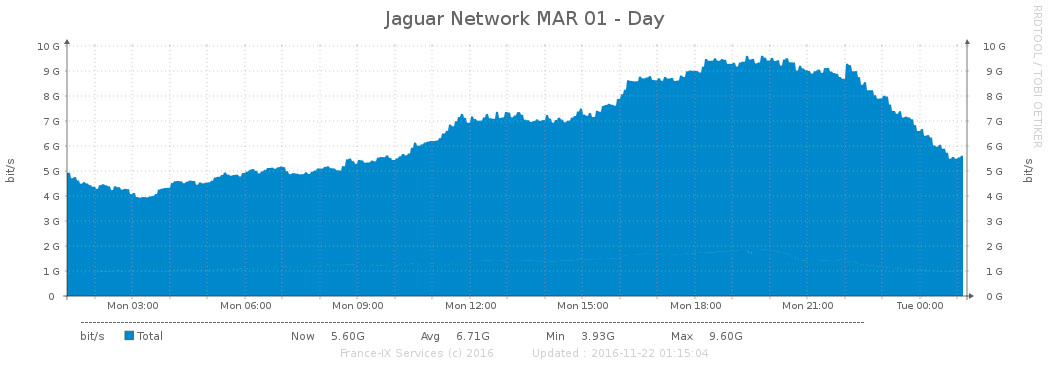 Jaguar Network MAR 01 - Day
RRDTOOL / TOBI OETIKER
bit/s
10 G
9 G
8 G
7 G
6 G
5 G
4 G
3 G
2 G
1 G
0
10 G
9 G
8 G
7 G
6 G
5 G
4 G
3 G
2 G
1 G
0 G
bit/s
Mon 03:00 Mon 06:00 Mon 09:00 Mon 12:00 Mon 15:00 Mon 18:00 Mon 21:00 Tue 00:00
bit/s Total Now 5.60G Avg 6.71G Min 3.93G Max 9.60G
France-IX Services (c) 2016 Updated : 2016-11-22 01:15:04